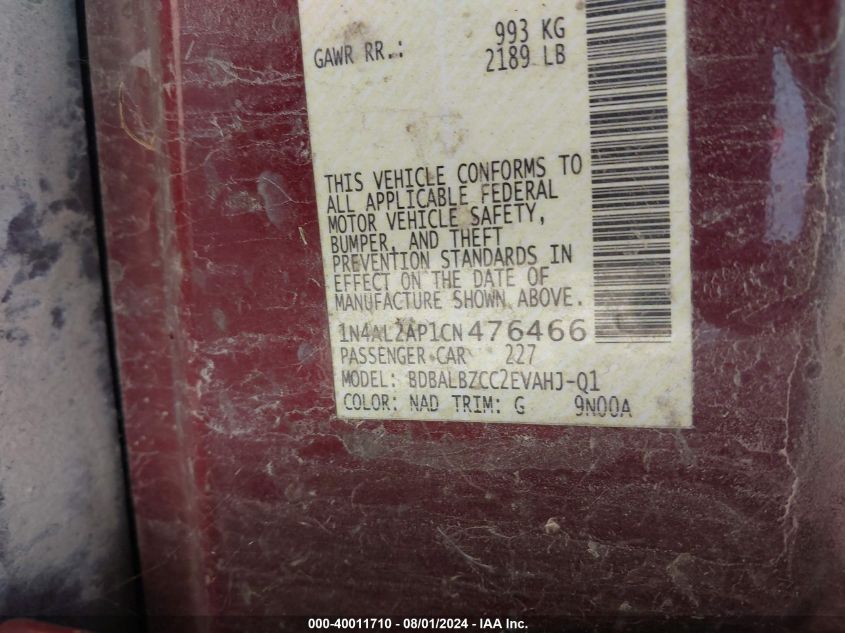 993 KG
GAWR RR.: 2189 LB
THIS VEHICLE CONFORMS TO
ALL APPLICABLE FEDERAL
MOTOR VEHICLE SAFETY,
BUMPER, AND THEFT
PREVENTION STANDARDS IN
EFFECT ON THE DATE OF
MANUFACTURE SHOWN ABOVE.
1N4AL2AP1CN476466
PASSENGER CAR 227
MODEL: BDBALBZCC2EVAHJ-Q1
COLOR: NAD TRIM: G 9N00A
000-40011710 - 08/01/2024 - IAA Inc.